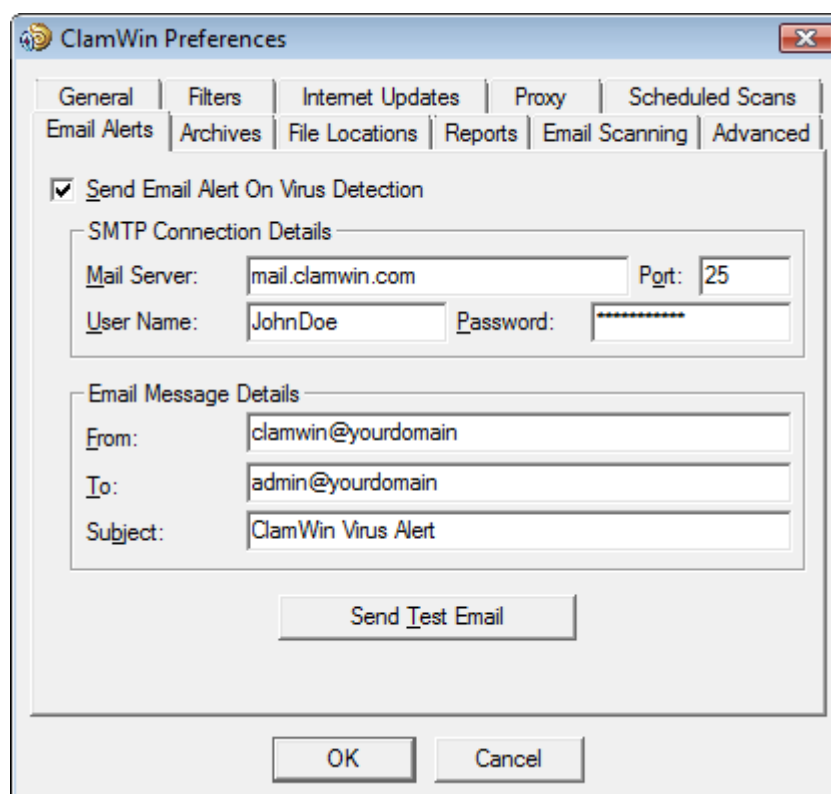 ClamWin Preferences
General Filters Internet Updates Proxy Scheduled Scans
Email Alerts Archives File Locations Reports Email Scanning Advanced
Send Email Alert On Virus Detection
SMTP Connection Details
Mail Server: mail.clamwin.com Port: 25
User Name: JohnDoe Password: ***********
Email Message Details
From: clamwin@yourdomain
To: admin@yourdomain
Subject: ClamWin Virus Alert
Send Test Email
OK Cancel